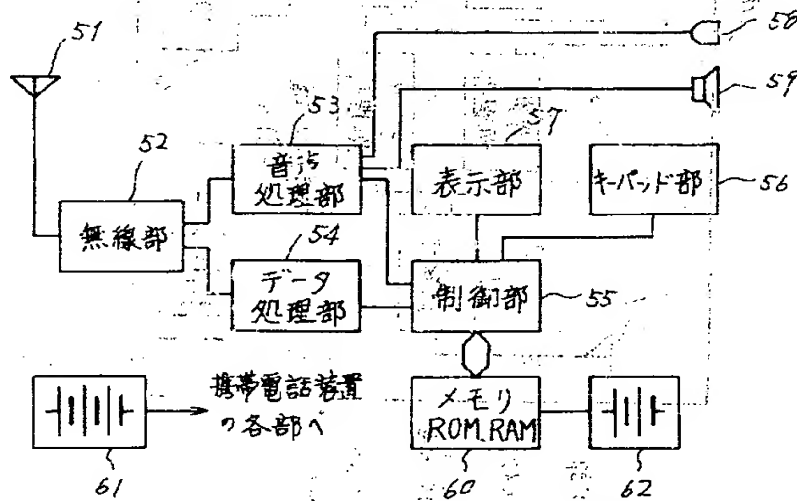 51
58
59
52
53
57
音声
処理部
表示部
キーパッド部
56
無線部
54
データ
処理部
制御部
55
携帯電話装置
の各部へ
メモリ
ROM.RAM
61
60
62